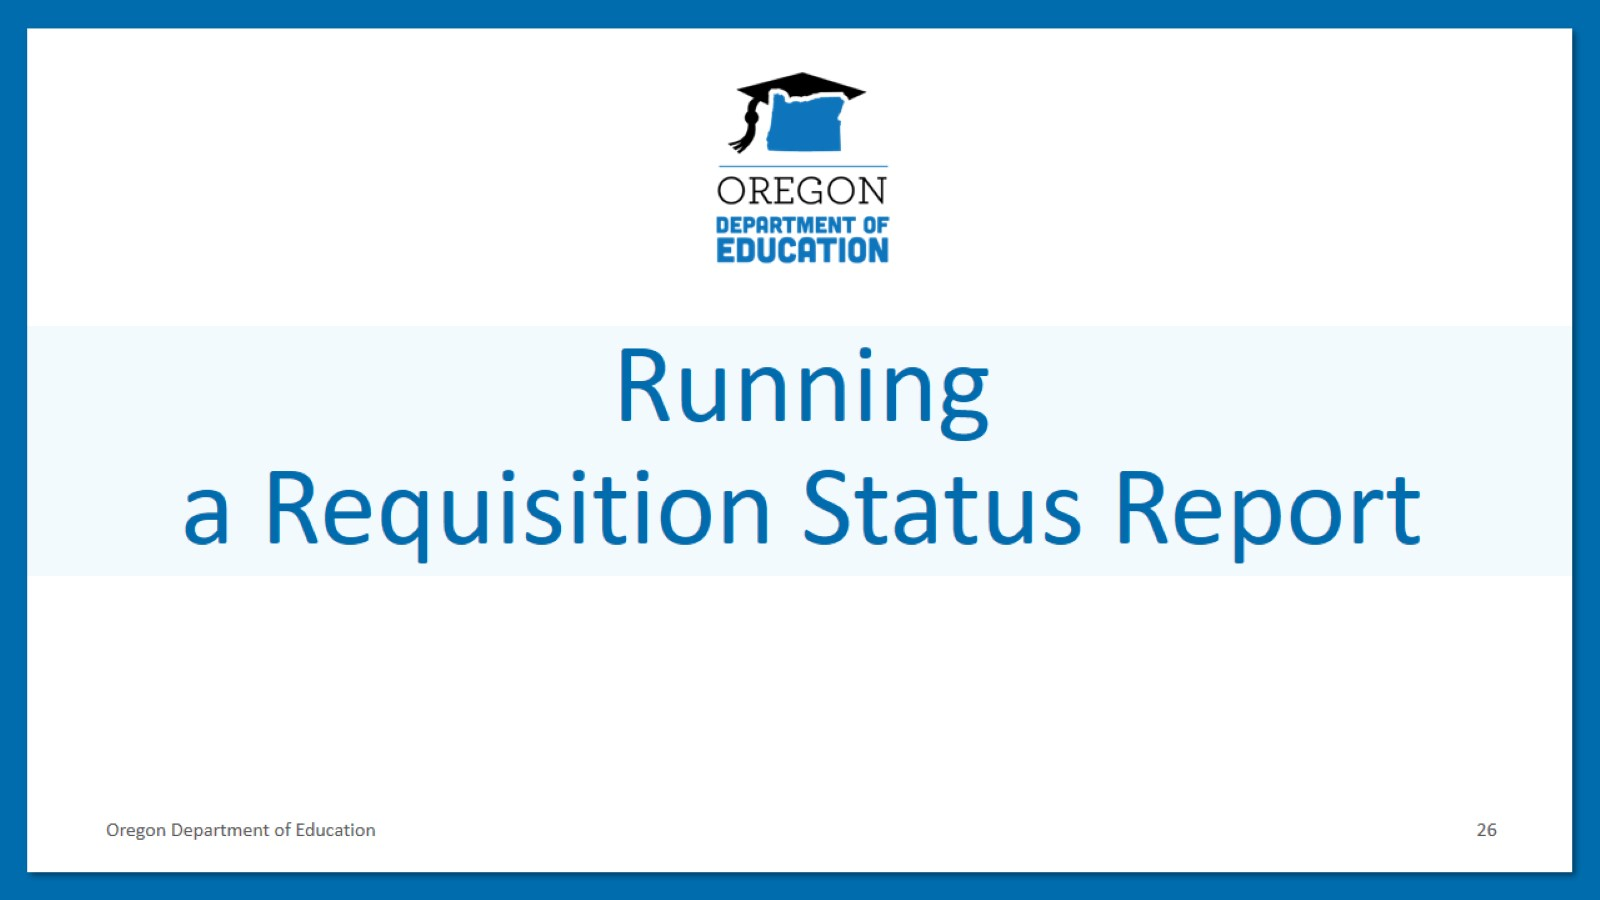 OREGON
DEPARTMENT OF
EDUCATION
Running
a Requisition Status Report
Oregon Department of Education
26